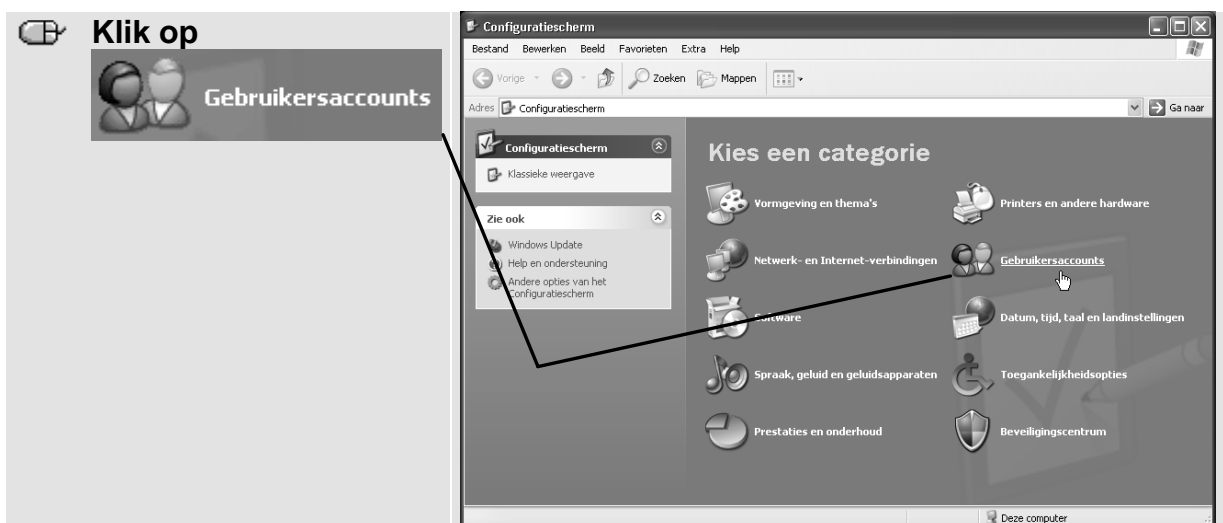 Klik op
Gebruikersaccounts
Configuratiescherm
Bestand Bewerken Beeld Favorieten Extra Help
Vorige Zoeken Mappen
Adres Configuratiescherm Ga naar
Configuratiescherm
Klassieke weergave
Zie ook
Windows Update
Help en ondersteuning
Andere opties van het
Configuratiescherm
Kies een categorie
Vormgeving en thema's
Printers en andere hardware
Netwerk- en Internet-verbindingen
Gebruikersaccounts
Software
Datum, tijd, taal en landinstellingen
Spraak, geluid en geluidsapparaten
Toegankelijkheidsopties
Prestaties en onderhoud
Beveiligingscentrum
Deze computer